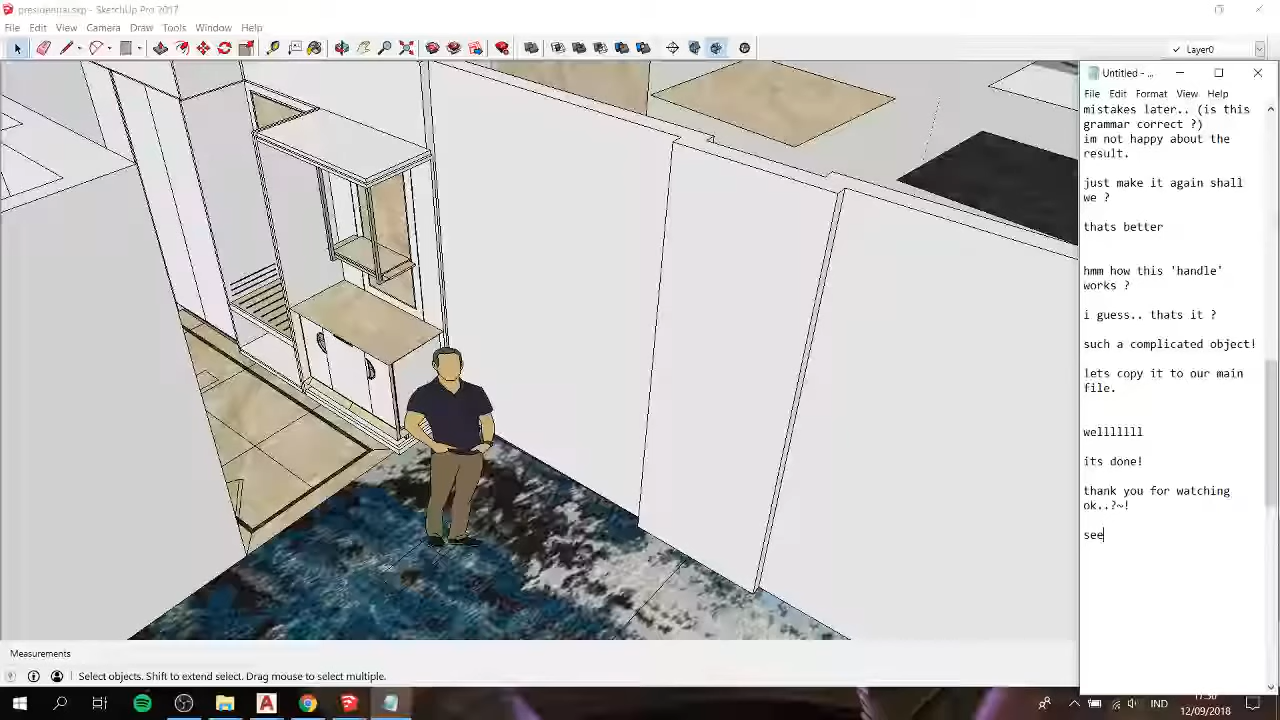 presidential.skp - SketchUp Pro 2017
File Edit View Camera Draw Tools Window Help
Layer0
Untitled - ...
File Edit Format View Help
mistakes later.. (is this
grammar correct ?)
im not happy about the
result.
just make it again shall
we ?
thats better
hmm how this 'handle'
works ?
i guess.. thats it ?
such a complicated object!
lets copy it to our main
file.
welllllll
its done!
thank you for watching
ok..?~!
see
Measurements
Select objects. Shift to extend select. Drag mouse to select multiple.
IND
12/09/2018